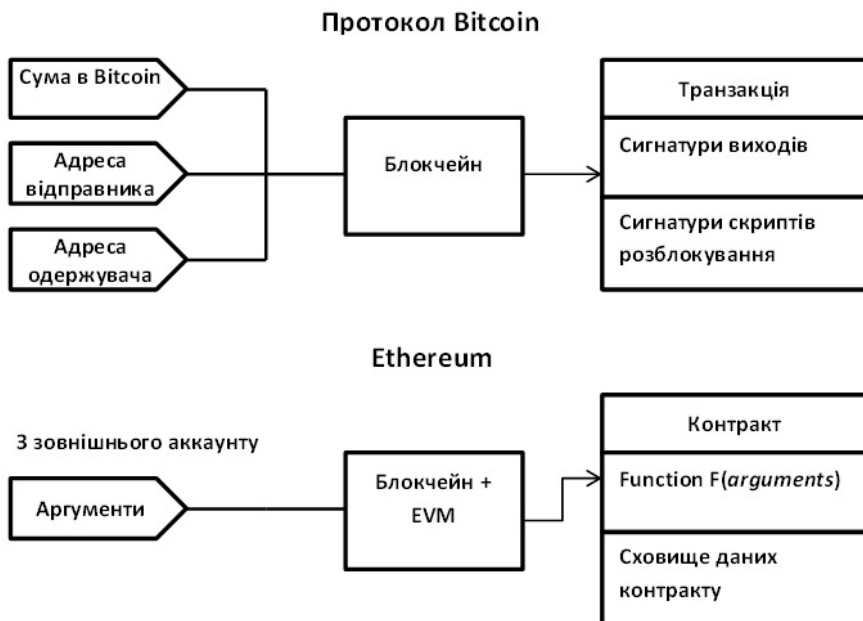 Протокол Bitcoin
Сума в Bitcoin
Адреса
відправника
Адреса
одержувача
Блокчейн
Транзакція
Сигнатури виходів
Сигнатури скриптів
розблокування
Ethereum
З зовнішнього аккаунту
Аргументи
Блокчейн +
EVM
Контракт
Function F(arguments)
Сховище даних
контракту